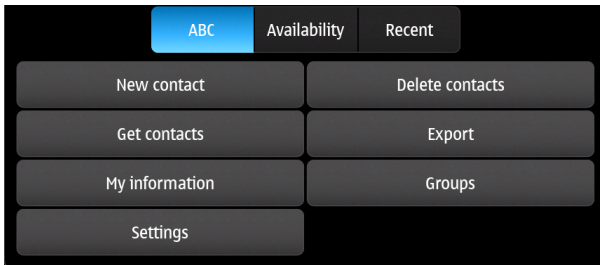 ABC Availability Recent
New contact Delete contacts
Get contacts Export
My information Groups
Settings